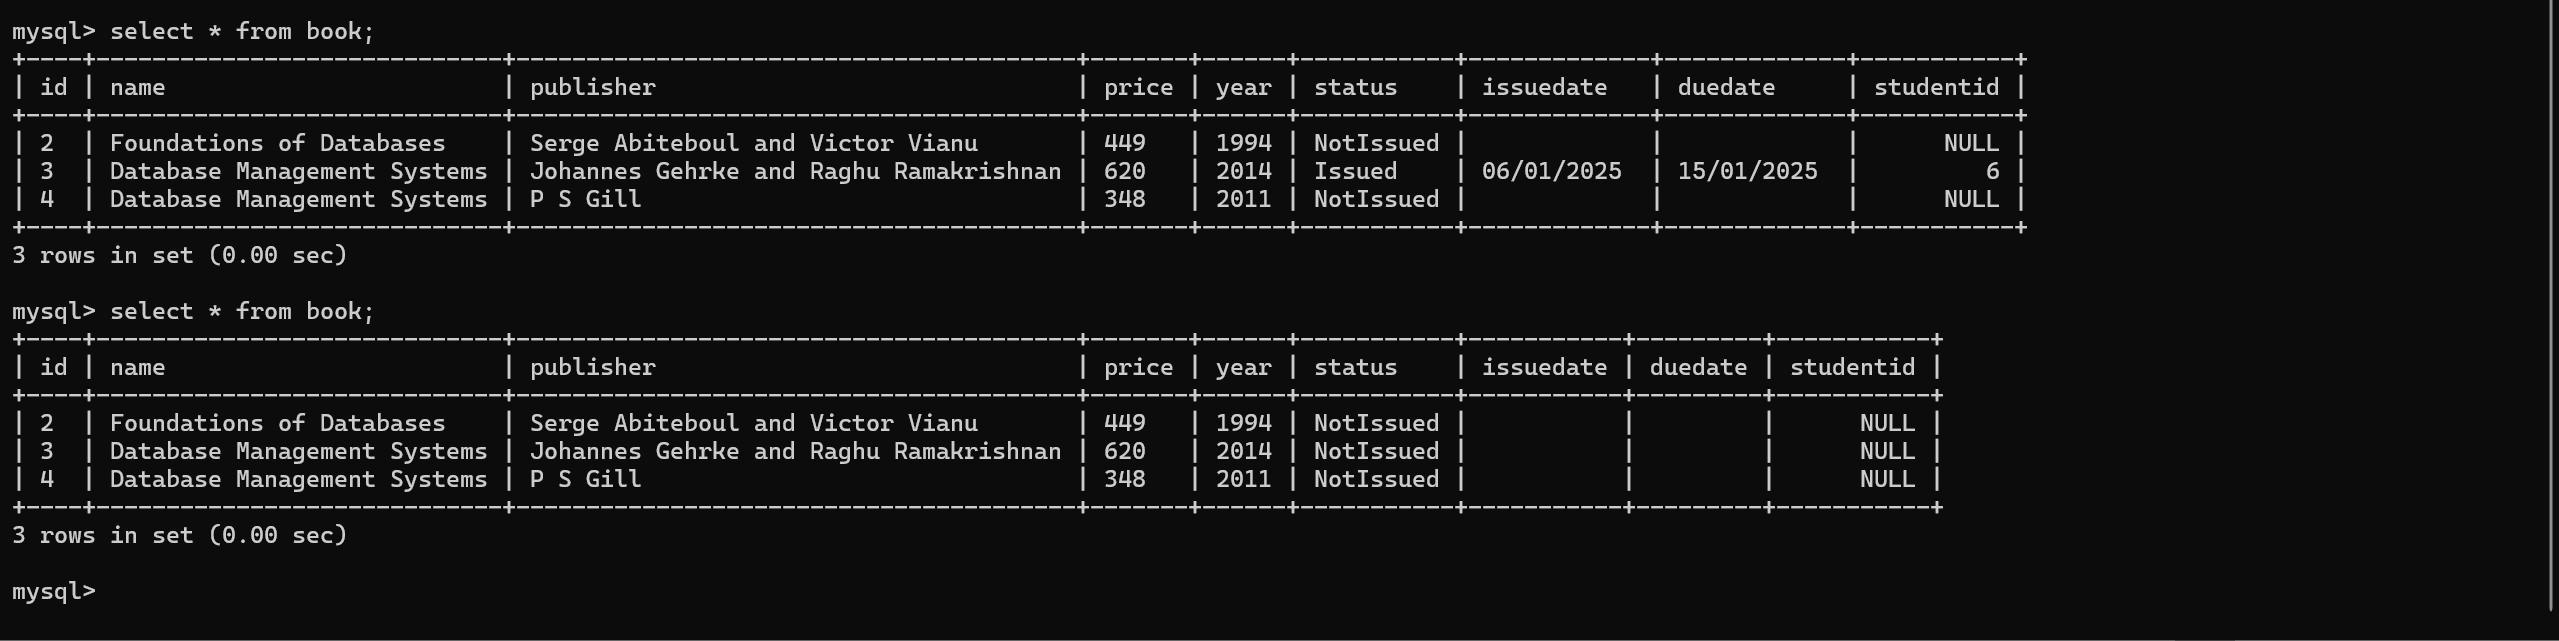 mysql> select * from book;
+----+-----------------------------+----------------------------------------+-------+------+-----------+-------------+-------------+-----------+
| id | name                        | publisher                              | price | year | status    | issuedate   | duedate     | studentid |
+----+-----------------------------+----------------------------------------+-------+------+-----------+-------------+-------------+-----------+
| 2  | Foundations of Databases    | Serge Abiteboul and Victor Vianu       | 449   | 1994 | NotIssued |             |             |      NULL |
| 3  | Database Management Systems | Johannes Gehrke and Raghu Ramakrishnan | 620   | 2014 | Issued    | 06/01/2025  | 15/01/2025  |         6 |
| 4  | Database Management Systems | P S Gill                               | 348   | 2011 | NotIssued |             |             |      NULL |
+----+-----------------------------+----------------------------------------+-------+------+-----------+-------------+-------------+-----------+
3 rows in set (0.00 sec)

mysql> select * from book;
+----+-----------------------------+----------------------------------------+-------+------+-----------+-----------+---------+-----------+
| id | name                        | publisher                              | price | year | status    | issuedate | duedate | studentid |
+----+-----------------------------+----------------------------------------+-------+------+-----------+-----------+---------+-----------+
| 2  | Foundations of Databases    | Serge Abiteboul and Victor Vianu       | 449   | 1994 | NotIssued |           |         |      NULL |
| 3  | Database Management Systems | Johannes Gehrke and Raghu Ramakrishnan | 620   | 2014 | NotIssued |           |         |      NULL |
| 4  | Database Management Systems | P S Gill                               | 348   | 2011 | NotIssued |           |         |      NULL |
+----+-----------------------------+----------------------------------------+-------+------+-----------+-----------+---------+-----------+
3 rows in set (0.00 sec)

mysql>